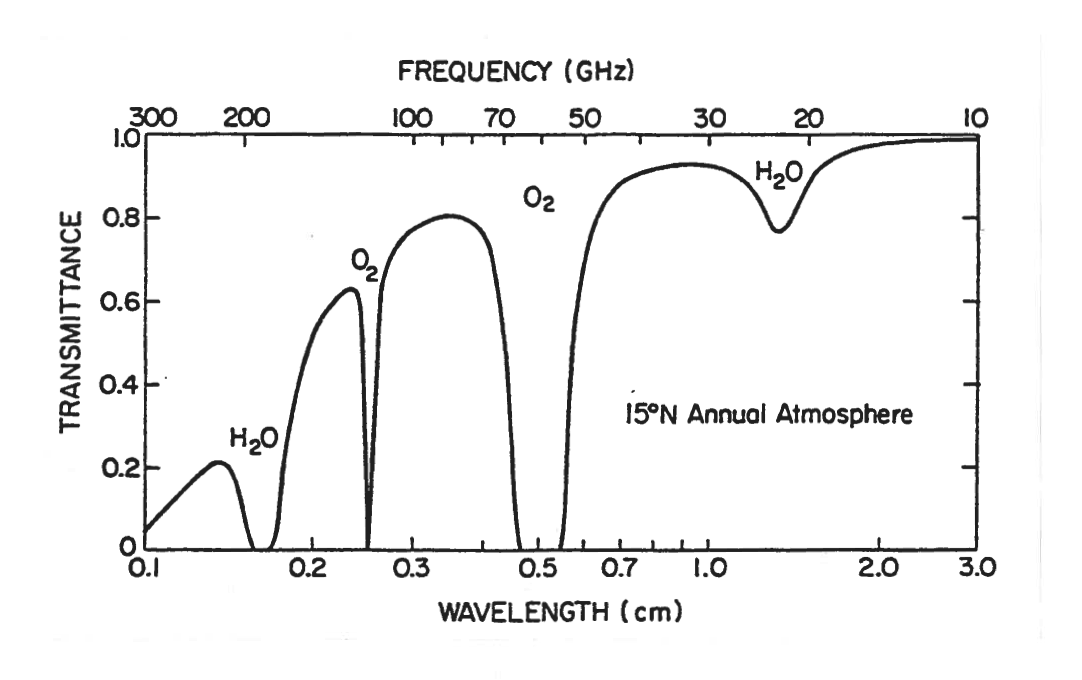 FREQUENCY (GHz)
300 200 100 70 50 30 20 10
1.0
H₂O
O₂
0.8
O₂
0.6
TRANSMITTANCE
0.4
15°N Annual Atmosphere
H₂O
0.2
0
0.1 0.2 0.3 0.5 0.7 1.0 2.0 3.0
WAVELENGTH (cm)